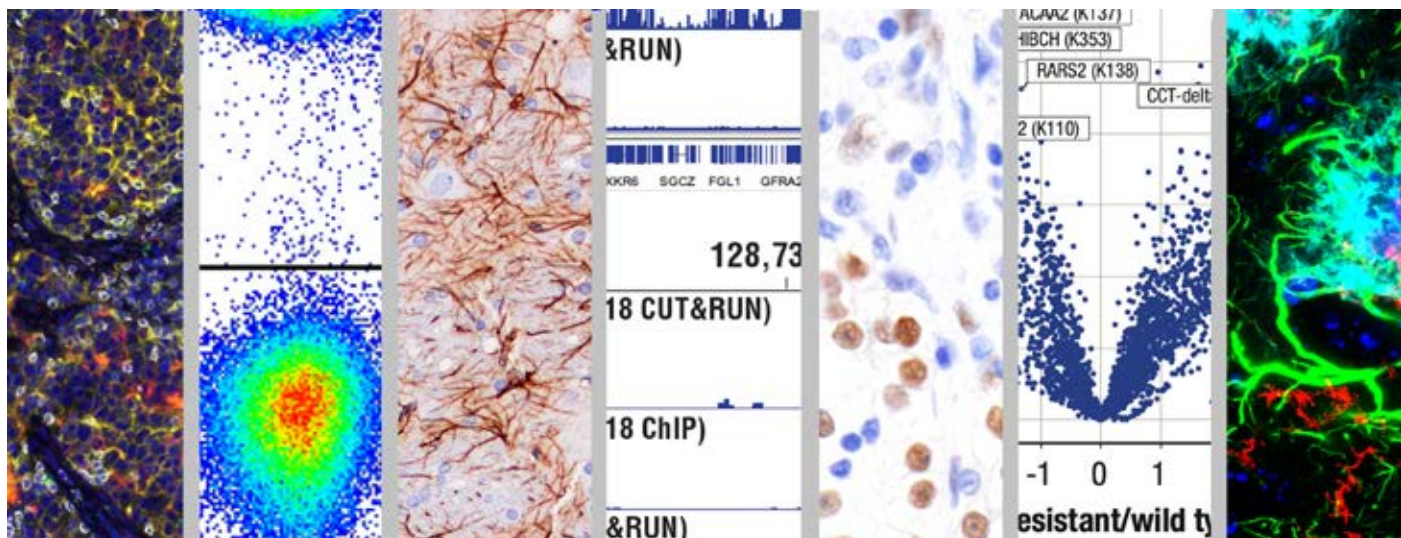 &RUN)
XKR6 SGCZ FGL1 GFRA2
128,73
18 CUT&RUN)
18 ChIP)
&RUN)
ACAA2 (K137)
HIBCH (K353)
RARS2 (K138)
CCT-delt
2 (K110)
-1 0 1
esistant/wild ty